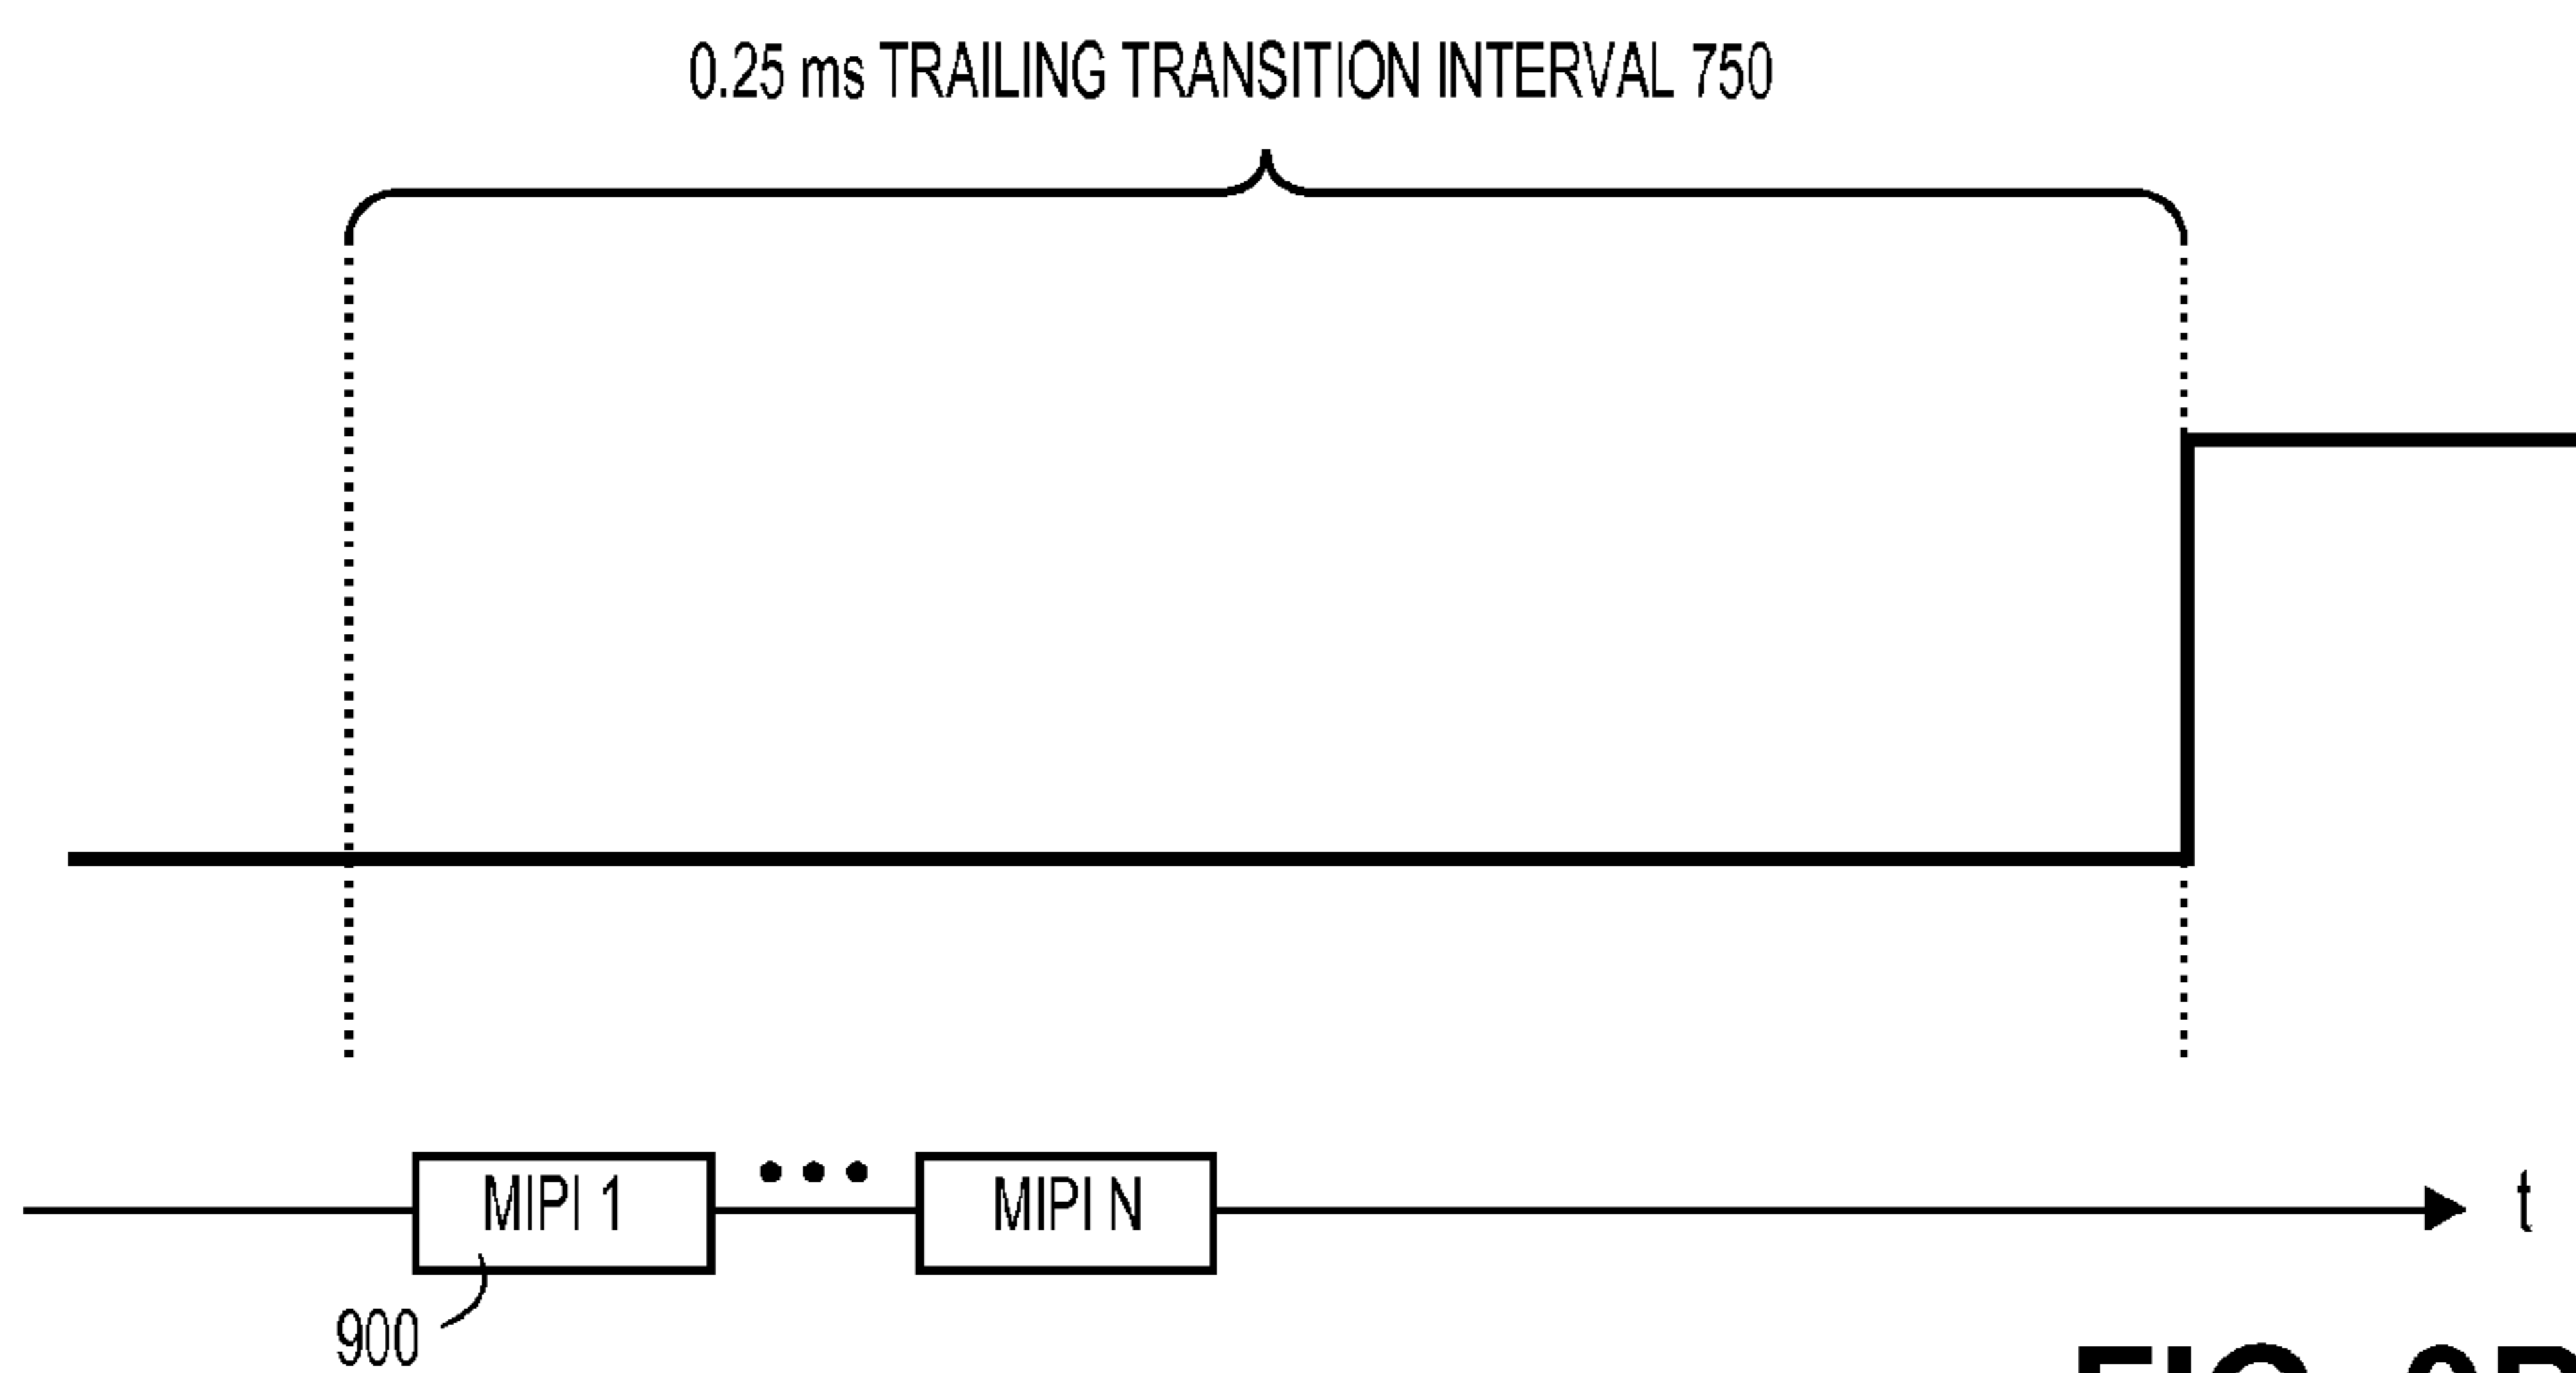 0.25 ms TRAILING TRANSITION INTERVAL 750
MIPI 1
MIPI N
t
900